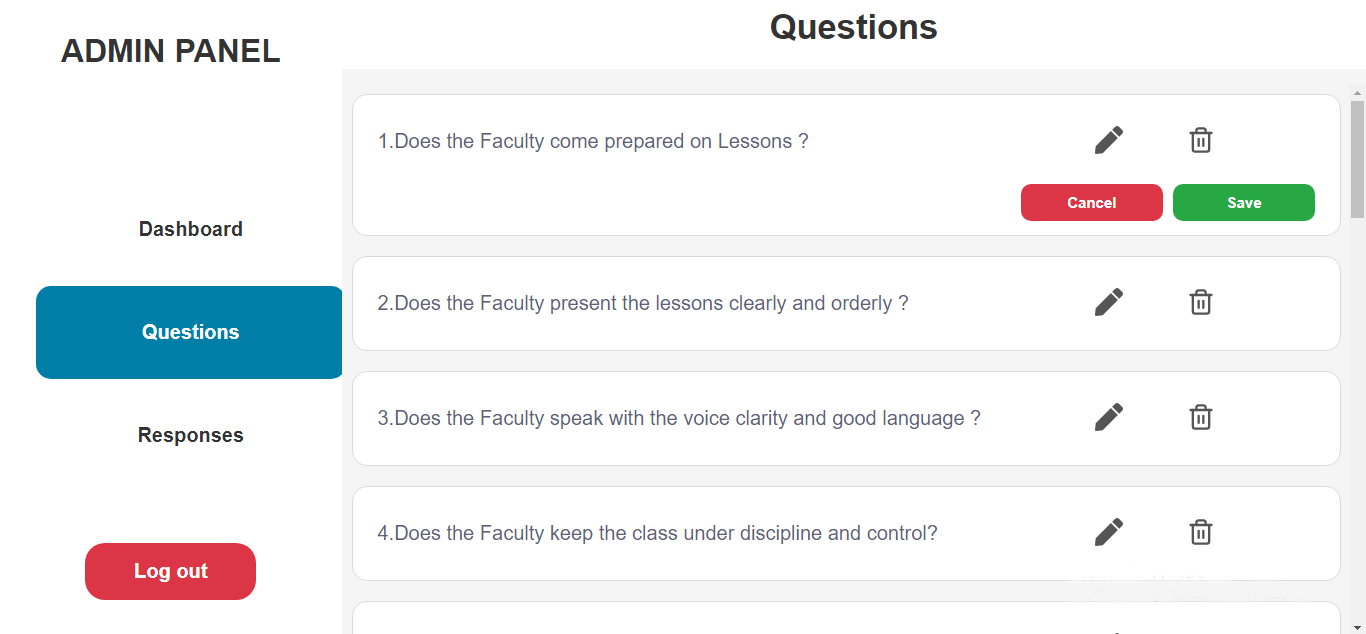 ADMIN PANEL
Questions
Dashboard
Questions
Responses
Log out
1.Does the Faculty come prepared on Lessons ?
Cancel
Save
2.Does the Faculty present the lessons clearly and orderly ?
3.Does the Faculty speak with the voice clarity and good language ?
4.Does the Faculty keep the class under discipline and control?